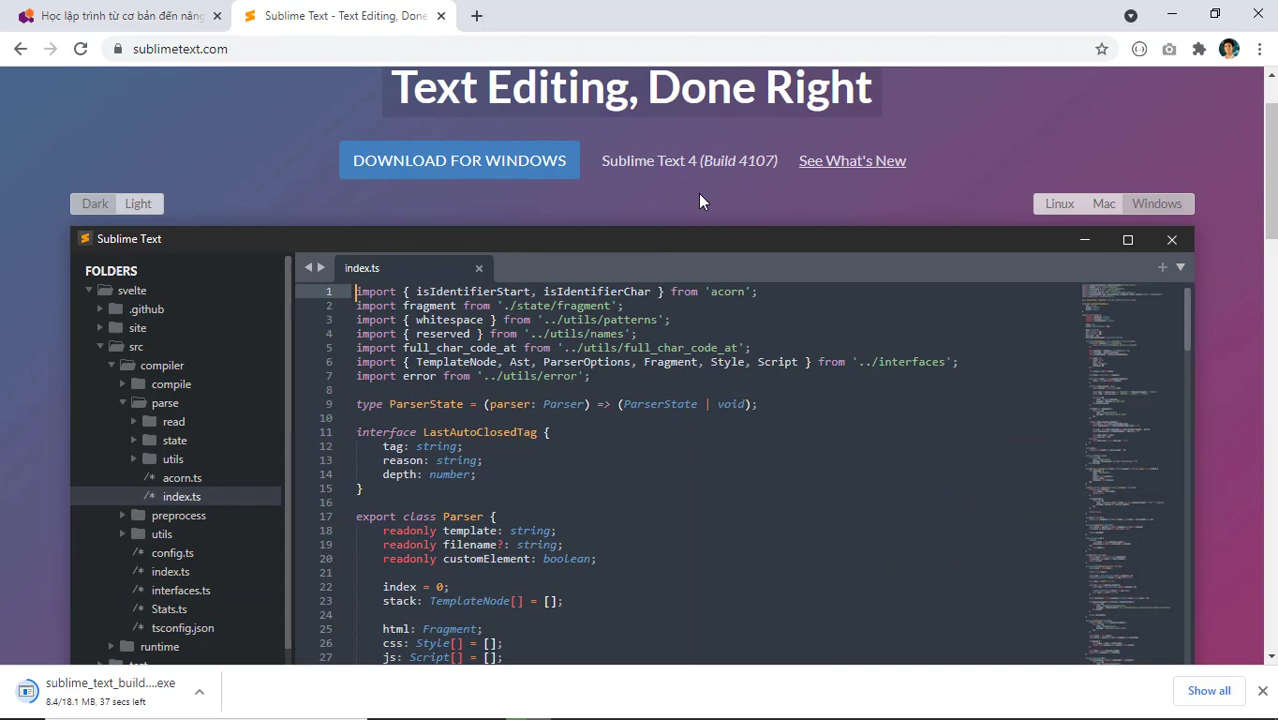 Học lập trình từ cơ bản đến nâng
Sublime Text - Text Editing, Done
sublimetext.com
Text Editing, Done Right
DOWNLOAD FOR WINDOWS
Sublime Text 4 (Build 4107)
See What's New
Dark
Light
Linux
Mac
Windows
Sublime Text
FOLDERS
svelte
.github
site
src
compiler
compile
parse
read
state
utils
/* acorn.ts
/* index.ts
preprocess
utils
/* config.ts
/* index.ts
/* interfaces.ts
/* Stats.ts
/* tsconfig.json
runtime
index.ts
1 import { isIdentifierStart, isIdentifierChar } from 'acorn';
2 import fragment from './state/fragment';
3 import { whitespace } from '../utils/patterns';
4 import { reserved } from '../utils/names';
5 import full_char_code_at from '../utils/full_char_code_at';
6 import { TemplateNode, Ast, ParserOptions, Fragment, Style, Script } from '../interfaces';
7 import error from '../utils/error';
8
9 type ParserState = (parser: Parser) => (ParserState | void);
10
11 interface LastAutoClosedTag {
12 tag: string;
13 reason: string;
14 depth: number;
15 }
16
17 export class Parser {
18 readonly template: string;
19 readonly filename?: string;
20 readonly customElement: boolean;
21
22 index = 0;
23 stack: TemplateNode[] = [];
24
25 html: Fragment;
26 css: Style[] = [];
27 js: Script[] = [];
sublime_text_build....exe
8.4/18.1 MB, 37 secs left
Show all